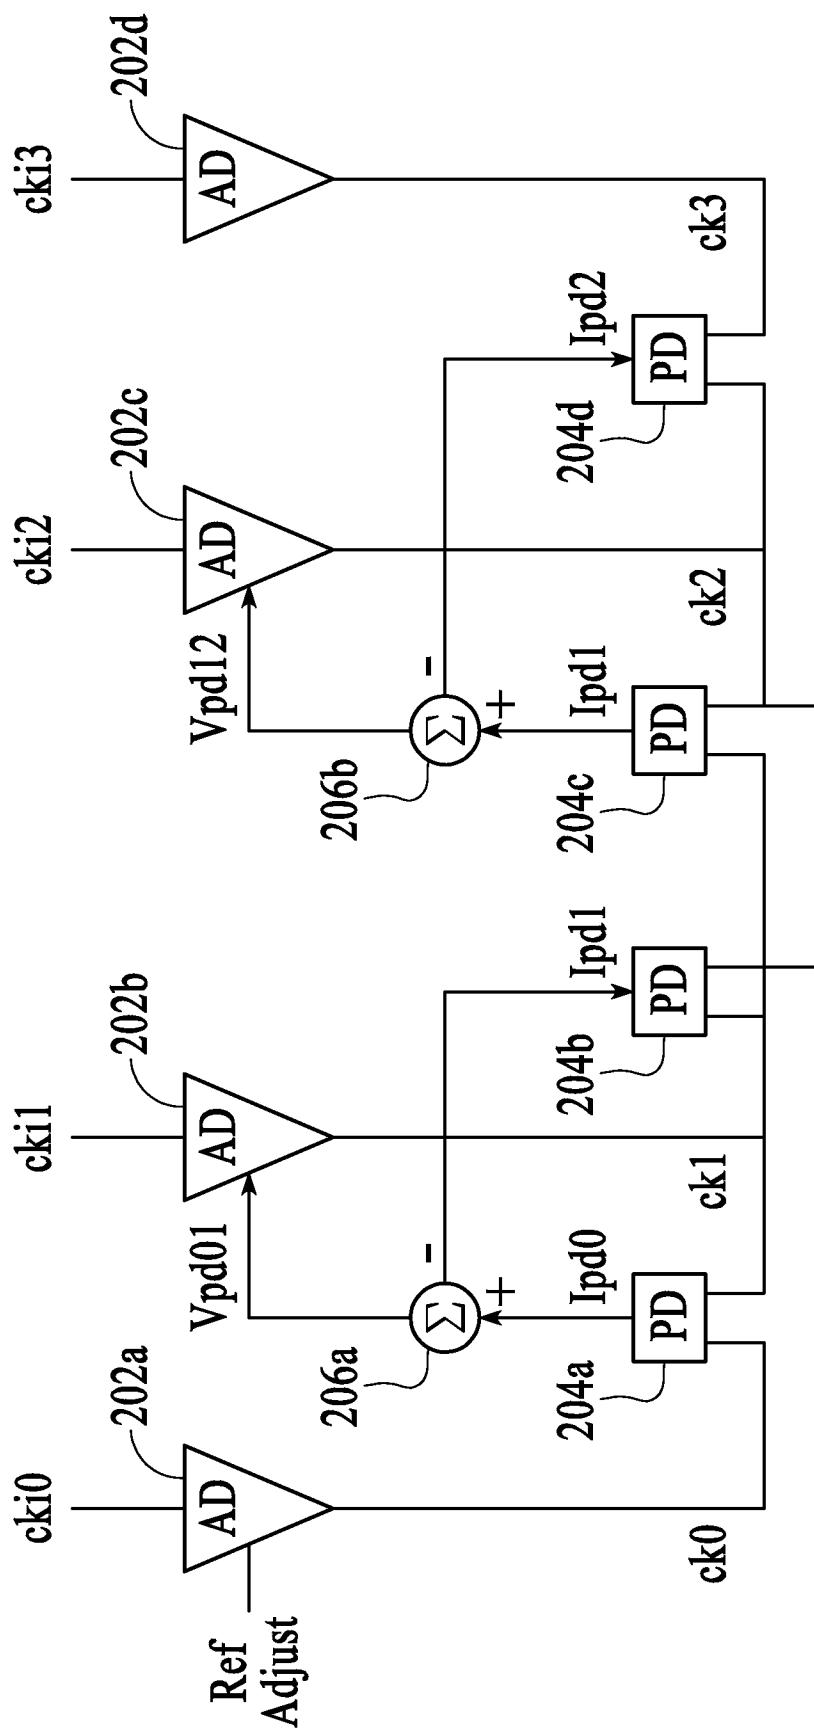 cki0
cki1
cki2
cki3
202a
202b
202c
202d
AD
AD
AD
AD
Ref
Adjust
Vpd01
Vpd12
206a
206b
Σ
Σ
-
-
+
+
Ipd0
Ipd1
Ipd1
Ipd2
204a
204b
204c
204d
PD
PD
PD
PD
ck0
ck1
ck2
ck3